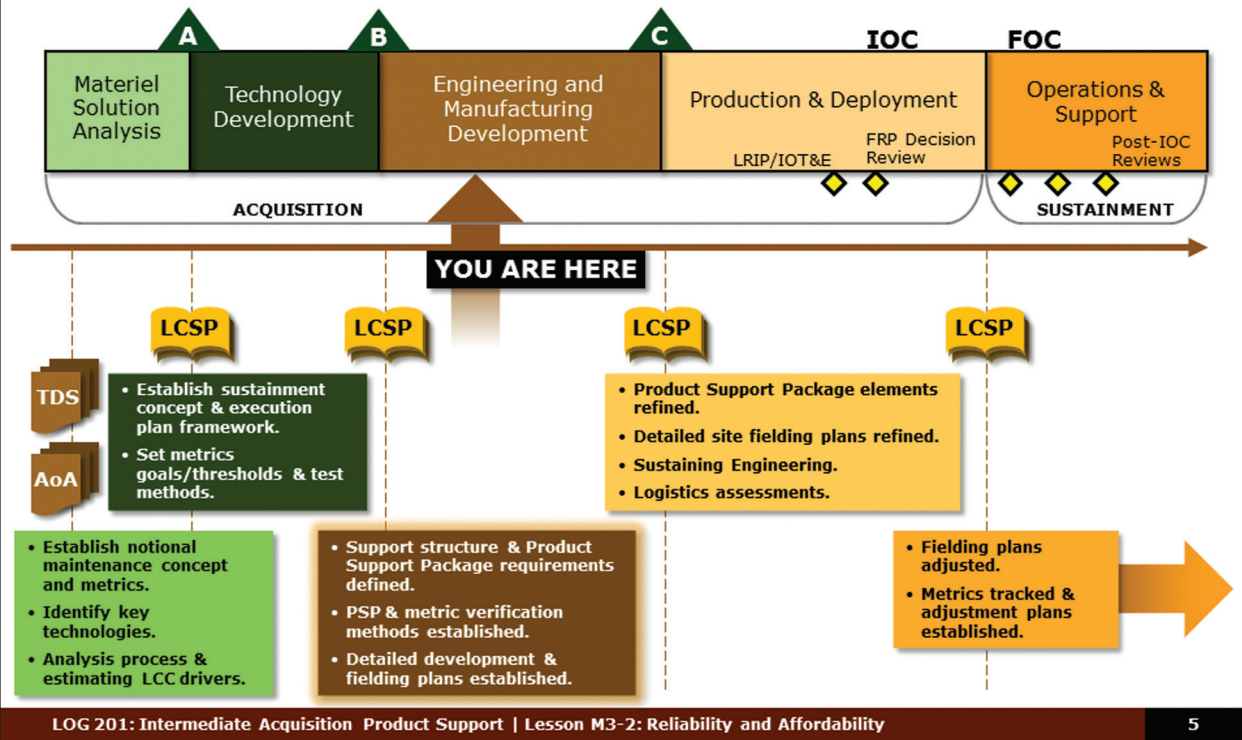 A
B
C
IOC
FOC
Materiel
Solution
Analysis
Technology
Development
Engineering and
Manufacturing
Development
Production & Deployment
LRIP/IOT&E
FRP Decision
Review
Operations &
Support
Post-IOC
Reviews
ACQUISITION
SUSTAINMENT
YOU ARE HERE
LCSP
LCSP
LCSP
LCSP
TDS
AoA
• Establish sustainment
concept & execution
plan framework.
• Set metrics
goals/thresholds & test
methods.
• Product Support Package elements
refined.
• Detailed site fielding plans refined.
• Sustaining Engineering.
• Logistics assessments.
• Establish notional
maintenance concept
and metrics.
• Identify key
technologies.
• Analysis process &
estimating LCC drivers.
• Support structure & Product
Support Package requirements
defined.
• PSP & metric verification
methods established.
• Detailed development &
fielding plans established.
• Fielding plans
adjusted.
• Metrics tracked &
adjustment plans
established.
LOG 201: Intermediate Acquisition Product Support | Lesson M3-2: Reliability and Affordability
5